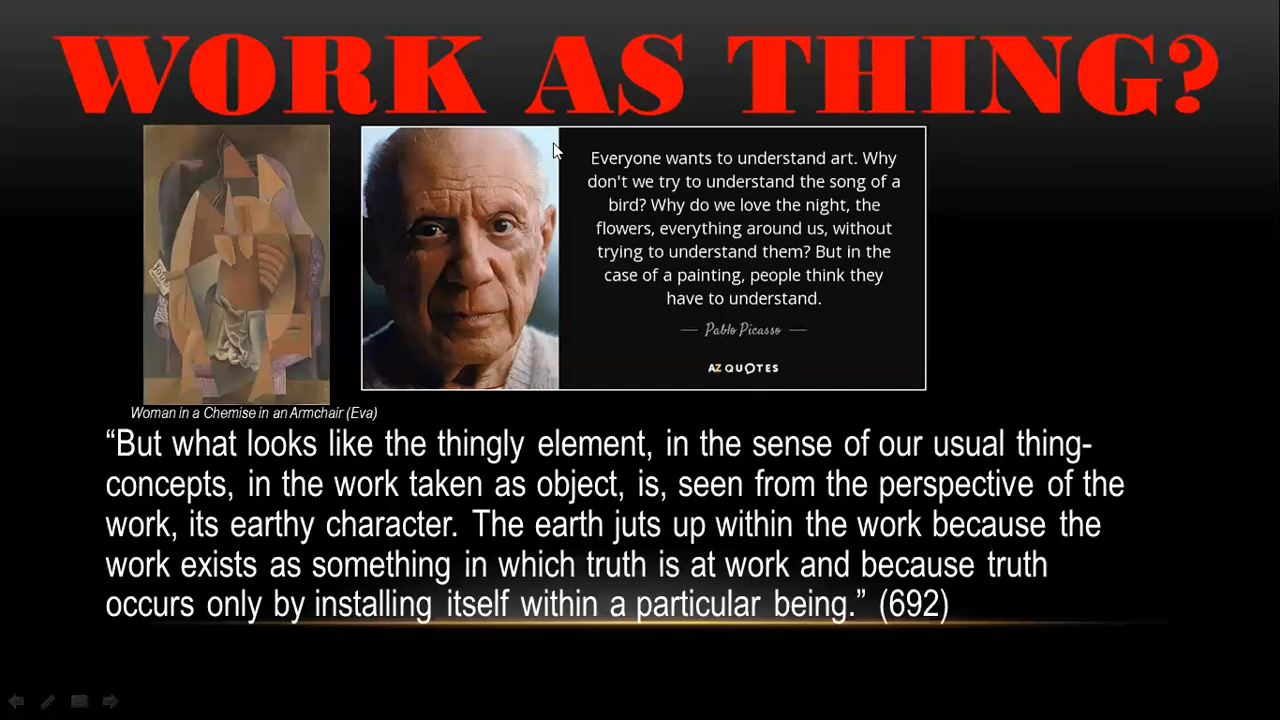 WORK AS THING?
Everyone wants to understand art. Why
don't we try to understand the song of a
bird? Why do we love the night, the
flowers, everything around us, without
trying to understand them? But in the
case of a painting, people think they
have to understand.
— Pablo Picasso —
AZ QUOTES
Woman in a Chemise in an Armchair (Eva)
“But what looks like the thingly element, in the sense of our usual thing-
concepts, in the work taken as object, is, seen from the perspective of the
work, its earthy character. The earth juts up within the work because the
work exists as something in which truth is at work and because truth
occurs only by installing itself within a particular being.” (692)